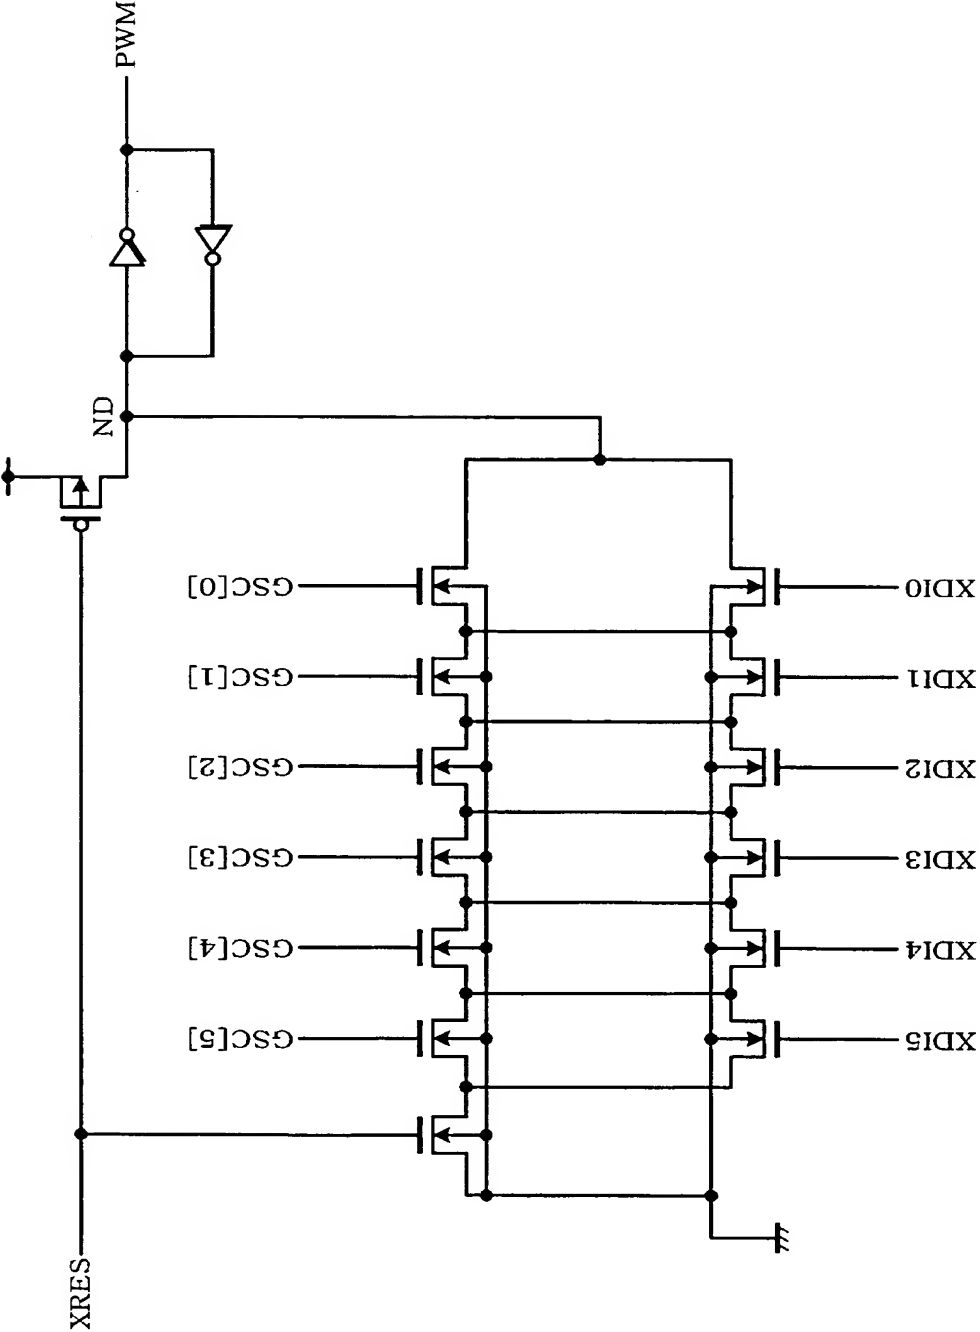 PWM
ND
GSC[0]
XDI0
GSC[1]
XDI1
GSC[2]
XDI2
GSC[3]
XDI3
GSC[4]
XDI4
GSC[5]
XDI5
XRES